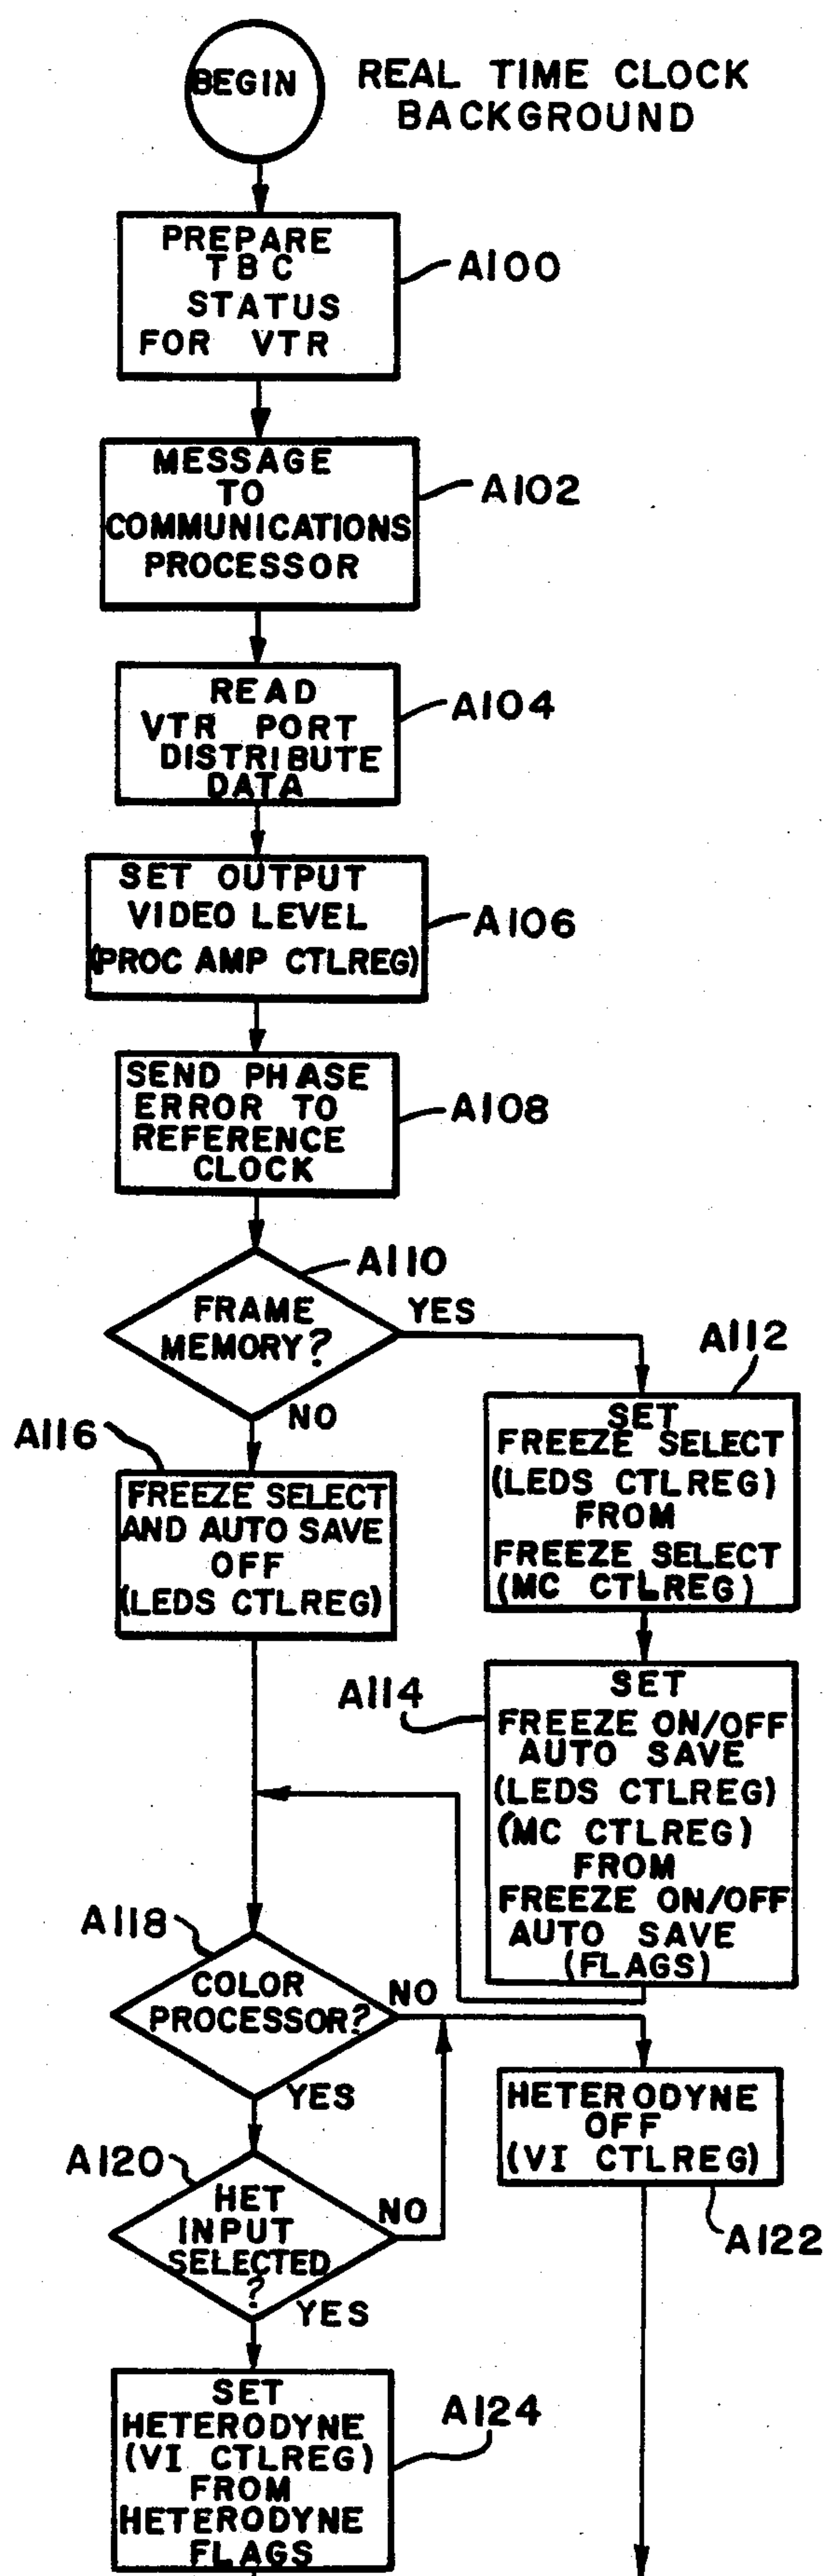 BEGIN
REAL TIME CLOCK
BACKGROUND
PREPARE
TBC
STATUS
FOR VTR
A100
MESSAGE
TO
COMMUNICATIONS
PROCESSOR
A102
READ
VTR PORT
DISTRIBUTE
DATA
A104
SET OUTPUT
VIDEO LEVEL
(PROC AMP CTLREG)
A106
SEND PHASE
ERROR TO
REFERENCE
CLOCK
A108
A110
FRAME
MEMORY?
YES
NO
A112
SET
FREEZE SELECT
(LEDS CTLREG)
FROM
FREEZE SELECT
(MC CTLREG)
A116
FREEZE SELECT
AND AUTO SAVE
OFF
(LEDS CTLREG)
A114
SET
FREEZE ON/OFF
AUTO SAVE
(LEDS CTLREG)
(MC CTLREG)
FROM
FREEZE ON/OFF
AUTO SAVE
(FLAGS)
A118
COLOR
PROCESSOR?
NO
YES
HETERODYNE
OFF
(VI CTLREG)
A122
A120
HET
INPUT
SELECTED
?
NO
YES
SET
HETERODYNE
(VI CTLREG)
FROM
HETERODYNE
FLAGS
A124